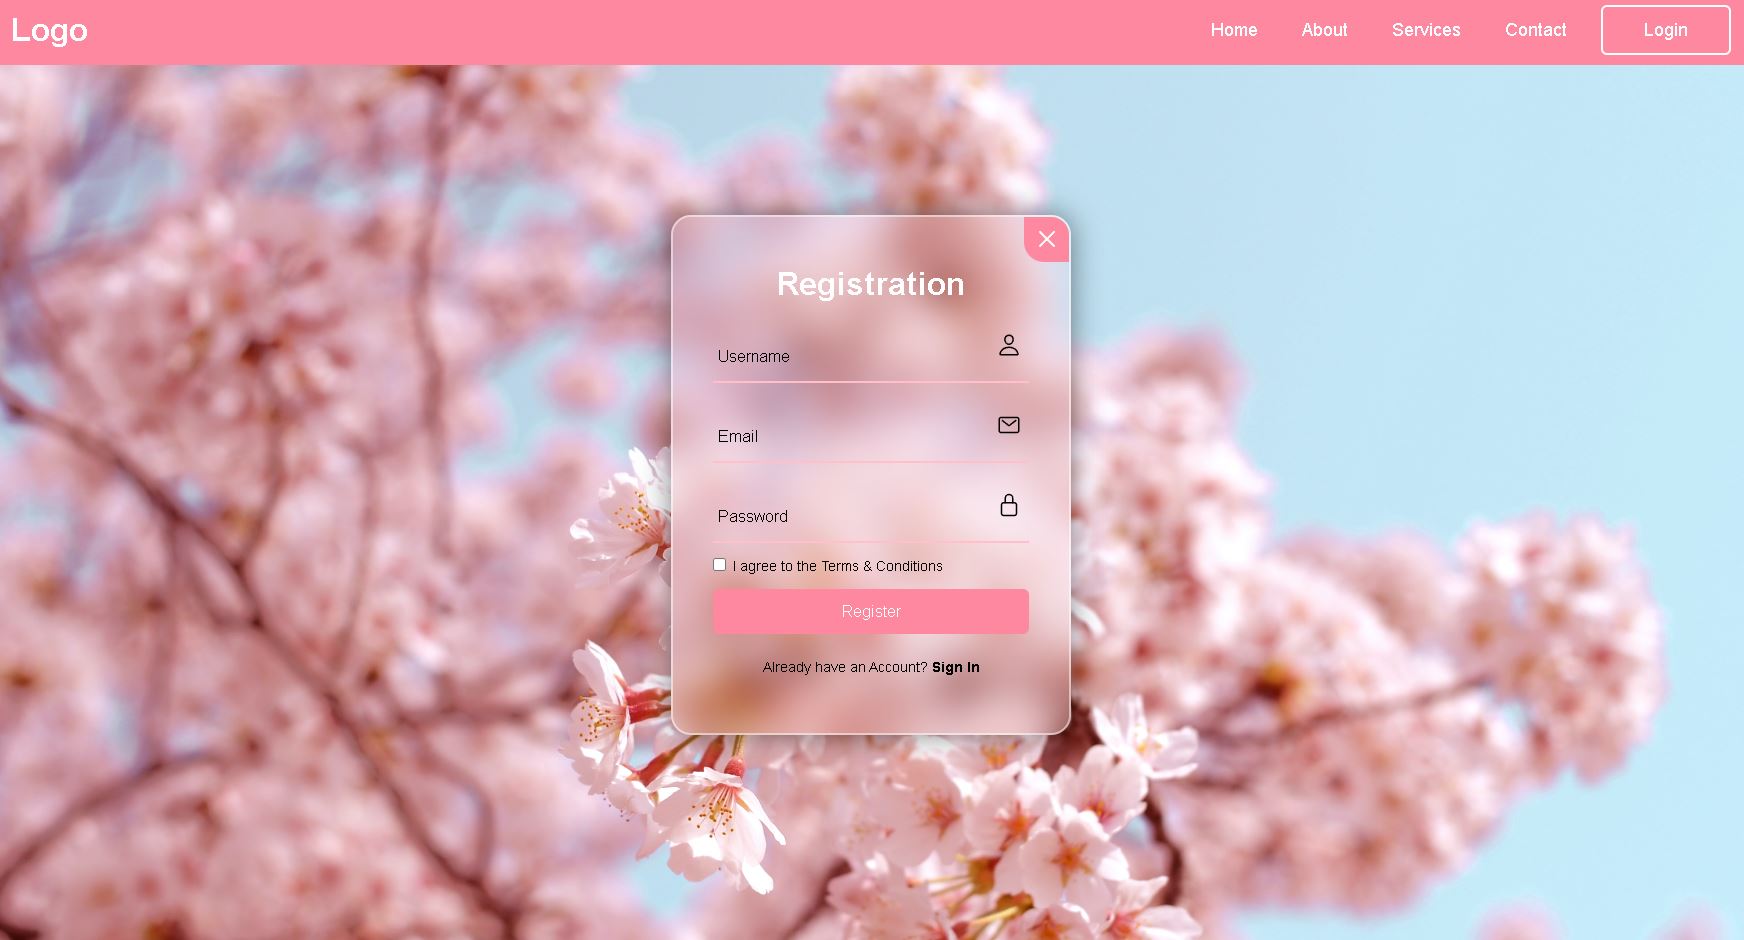 Logo
Home About Services Contact Login
Registration
Username
Email
Password
I agree to the Terms & Conditions
Register
Already have an Account? Sign In